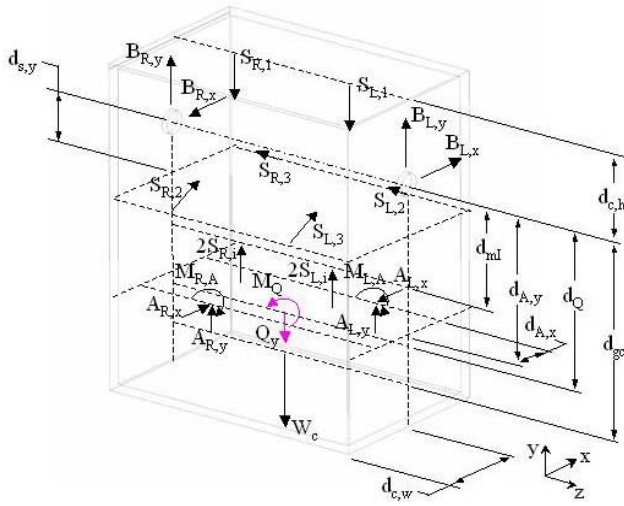 B_R,y
S_R,1
d_s,y
B_R,x
S_L,1
B_L,y
B_L,x
S_R,3
S_R,2
S_L,2
d_c,h
S_L,3
d_mI
2S_R,i
M_R,A
M_Q
2S_L,i
M_L,A
A_L,x
d_A,y
d_Q
A_R,x
A_L,y
d_A,x
d_gc
A_R,y
Q_y
W_c
y
x
z
d_c,w